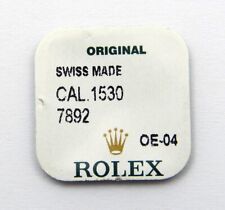 ORIGINAL
SWISS MADE
CAL.1530
7892
OE-04
ROLEX